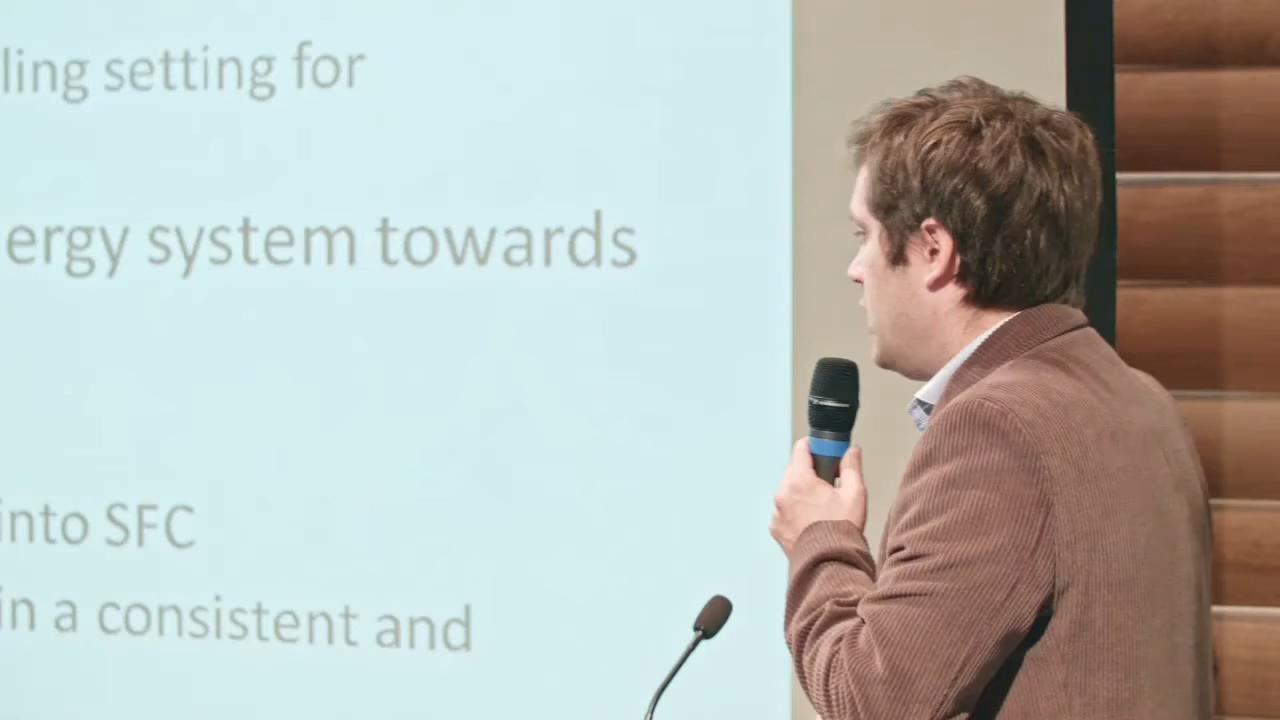 ling setting for
ergy system towards
into SFC
in a consistent and